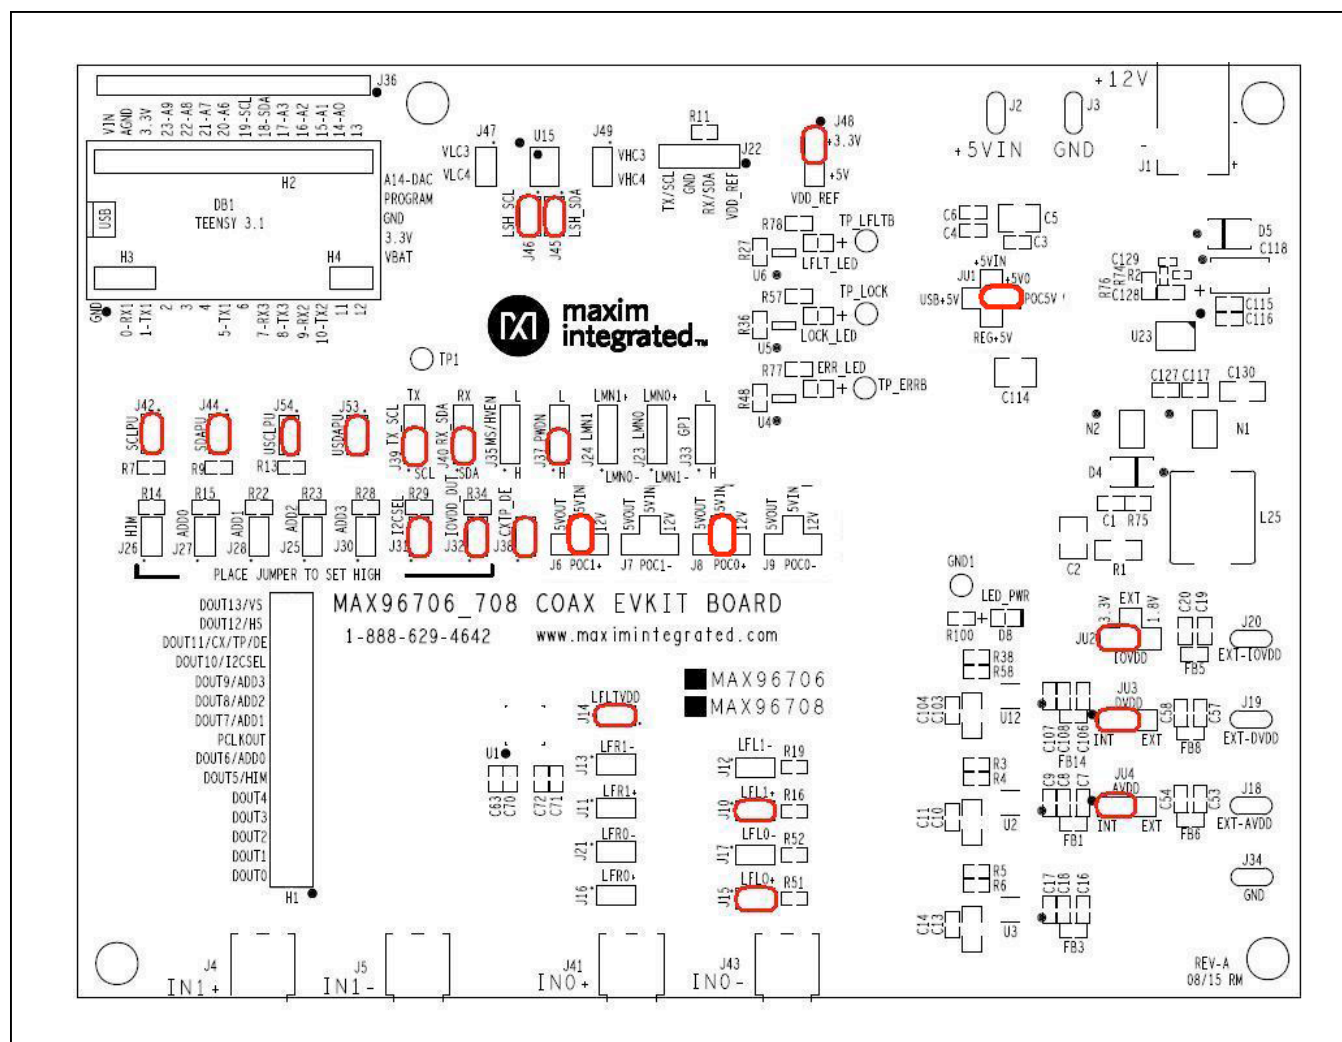 J36
VIN
AGND
3.3V
23-A9
22-A8
21-A7
20-A6
19-SCL
18-SDA
17-A3
16-A2
15-A1
14-A0
13
H2
DB1
TEENSY 3.1
USB
H3
H4
A14-DAC
PROGRAM
GND
3.3V
VBAT
GND
0-RX1
1-TX1
2
3
4
5-TX1
6
7-RX3
8-TX3
9-RX2
10-TX2
11
12
J47
VLC3
VLC4
U15
J49
VHC3
VHC4
LSH_SCL
LSH_SDA
J46
J45
R11
J22
TX/SCL
GND
RX/SDA
VDD_REF
J48
+3.3V
+5V
VDD_REF
J2
J3
+5VIN
GND
+12V
J1
-
-
+
R78
TP_LFLTB
R27
+
U6
LFLT_LED
R57
TP_LOCK
R36
+
U5
LOCK_LED
R77
ERR_LED
R48
+
TP_ERRB
U4
C6
C4
C5
C3
+5VIN
JU1
+5V0
USB+5V
POC5V
REG+5V
C114
D5
C118
C129
R2
R74
R76
C128
+
C115
C116
U23
C127
C117
C130
N2
N1
D4
C1
R75
L25
C2
R1
maxim
integrated™
TP1
J42
SCLPU
R7
J44
SDAPU
R9
J54
USCLPU
R13
J53
USDAPU
TX
J39 TX_SCL
SCL
RX
J40 RX_SDA
SDA
L
J35 MS/HVEN
H
L
J37 PWDN
H
LMN1+
J24 LMN1
LMN0-
LMN0+
J23 LMN0
LMN1-
L
J33 GPI
H
R14
HIM
J26
R15
ADD0
J27
R22
ADD1
J28
R23
ADD2
J25
R28
ADD3
J30
R29
I2CSEL
J31
R34
IOVOD_OUT
J32
CXTP_DE
J38
5VOUT
5VIN
12V
J6 POC1+
5VOUT
5VIN
12V
J7 POC1-
5VOUT
5VIN
12V
J8 POC0+
5VOUT
5VIN
12V
J9 POC0-
PLACE JUMPER TO SET HIGH
MAX96706_708 COAX EVKIT BOARD
1-888-629-4642
www.maximintegrated.com
MAX96706
MAX96708
DOUT13/VS
DOUT12/HS
DOUT11/CX/TP/DE
DOUT10/I2CSEL
DOUT9/ADD3
DOUT8/ADD2
DOUT7/ADD1
PCLKOUT
DOUT6/ADD0
DOUT5/HIM
DOUT4
DOUT3
DOUT2
DOUT1
DOUT0
H1
LFLTVDD
J14
U1
C63
C70
C72
C71
LFR1-
J13
LFR1+
J11
LFR0-
J21
LFR0+
J16
LFL1-
J12
R19
LFL1+
J10
R16
LFL0-
J17
R52
LFL0+
J15
R51
GND1
LED_PWR
R100
+
D8
R38
R58
C104
C103
U12
C107
C108
C106
FB14
R3
R4
C11
C10
U2
C9
C8
C7
FB1
R5
R6
C14
C13
U3
C17
C18
C16
FB3
3.3V
EXT
1.8V
JU2
IOVDD
C20
C19
FB5
J20
EXT-IOVDD
JU3
DVDD
INT
EXT
C58
C57
FB8
J19
EXT-DVDD
JU4
AVDD
INT
EXT
C54
C53
FB6
J18
EXT-AVDD
J34
GND
J4
IN1+
J5
IN1-
J41
IN0+
J43
IN0-
REV-A
08/15 RM